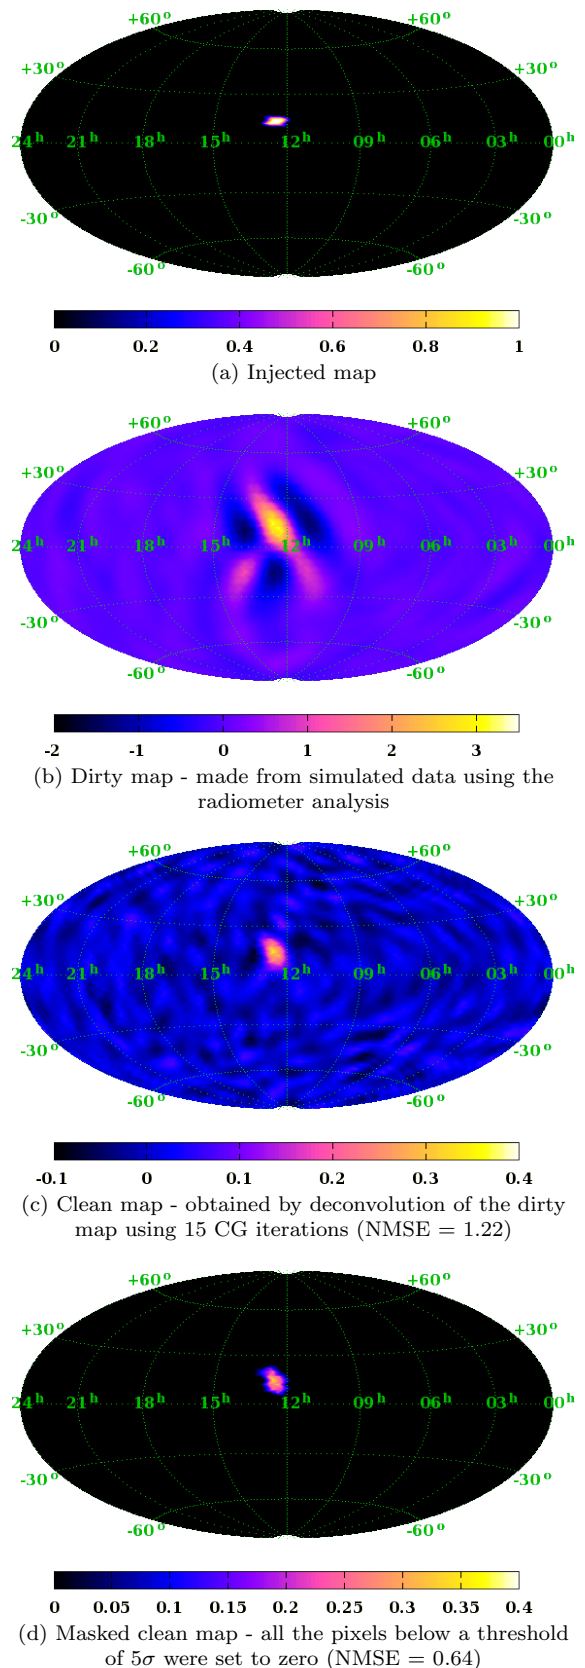 +60°
+30° +30°
24ʰ 21ʰ 18ʰ 15ʰ 12ʰ 09ʰ 06ʰ 03ʰ 00ʰ
-30° -30°
-60° -60°
0 0.2 0.4 0.6 0.8 1
(a) Injected map
+60° +60°
+30° +30°
24ʰ 21ʰ 18ʰ 15ʰ 12ʰ 09ʰ 06ʰ 03ʰ 00ʰ
-30° -30°
-60° -60°
-2 -1 0 1 2 3
(b) Dirty map - made from simulated data using the
radiometer analysis
+60° +60°
+30° +30°
24ʰ 21ʰ 18ʰ 15ʰ 12ʰ 09ʰ 06ʰ 03ʰ 00ʰ
-30° -30°
-60° -60°
-0.1 0 0.1 0.2 0.3 0.4
(c) Clean map - obtained by deconvolution of the dirty
map using 15 CG iterations (NMSE = 1.22)
+60° +60°
+30° +30°
24ʰ 21ʰ 18ʰ 15ʰ 12ʰ 09ʰ 06ʰ 03ʰ 00ʰ
-30° -30°
-60° -60°
0 0.05 0.1 0.15 0.2 0.25 0.3 0.35 0.4
(d) Masked clean map - all the pixels below a threshold
of 5σ were set to zero (NMSE = 0.64)